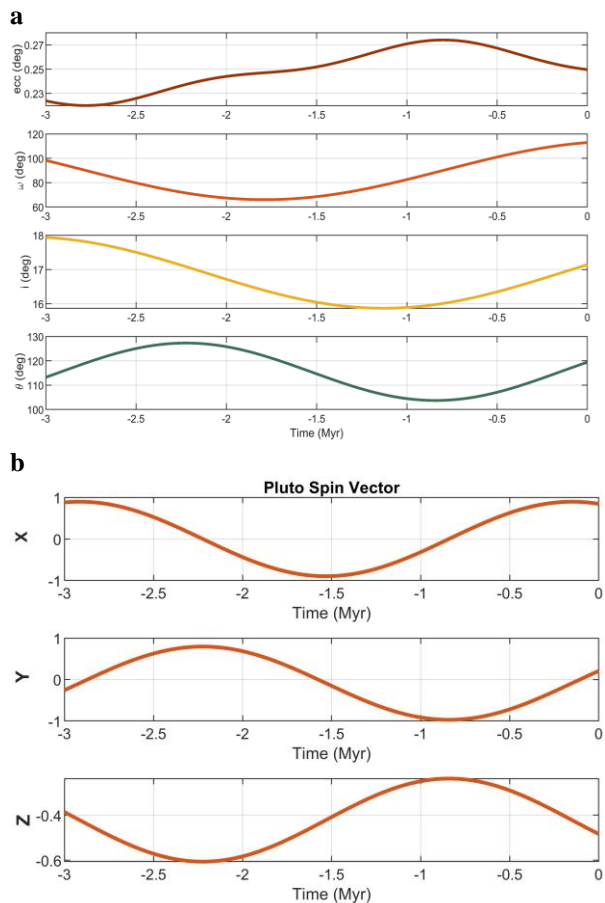 a
ecc (deg)
0.27
0.25
0.23
-3 -2.5 -2 -1.5 -1 -0.5 0
ω (deg)
120
100
80
60
-3 -2.5 -2 -1.5 -1 -0.5 0
i (deg)
18
17
16
-3 -2.5 -2 -1.5 -1 -0.5 0
θ (deg)
130
120
110
100
-3 -2.5 -2 -1.5 -1 -0.5 0
Time (Myr)
b
Pluto Spin Vector
X
1
0
-1
-3 -2.5 -2 -1.5 -1 -0.5 0
Time (Myr)
Y
1
0
-1
-3 -2.5 -2 -1.5 -1 -0.5 0
Time (Myr)
Z
-0.4
-0.6
-3 -2.5 -2 -1.5 -1 -0.5 0
Time (Myr)